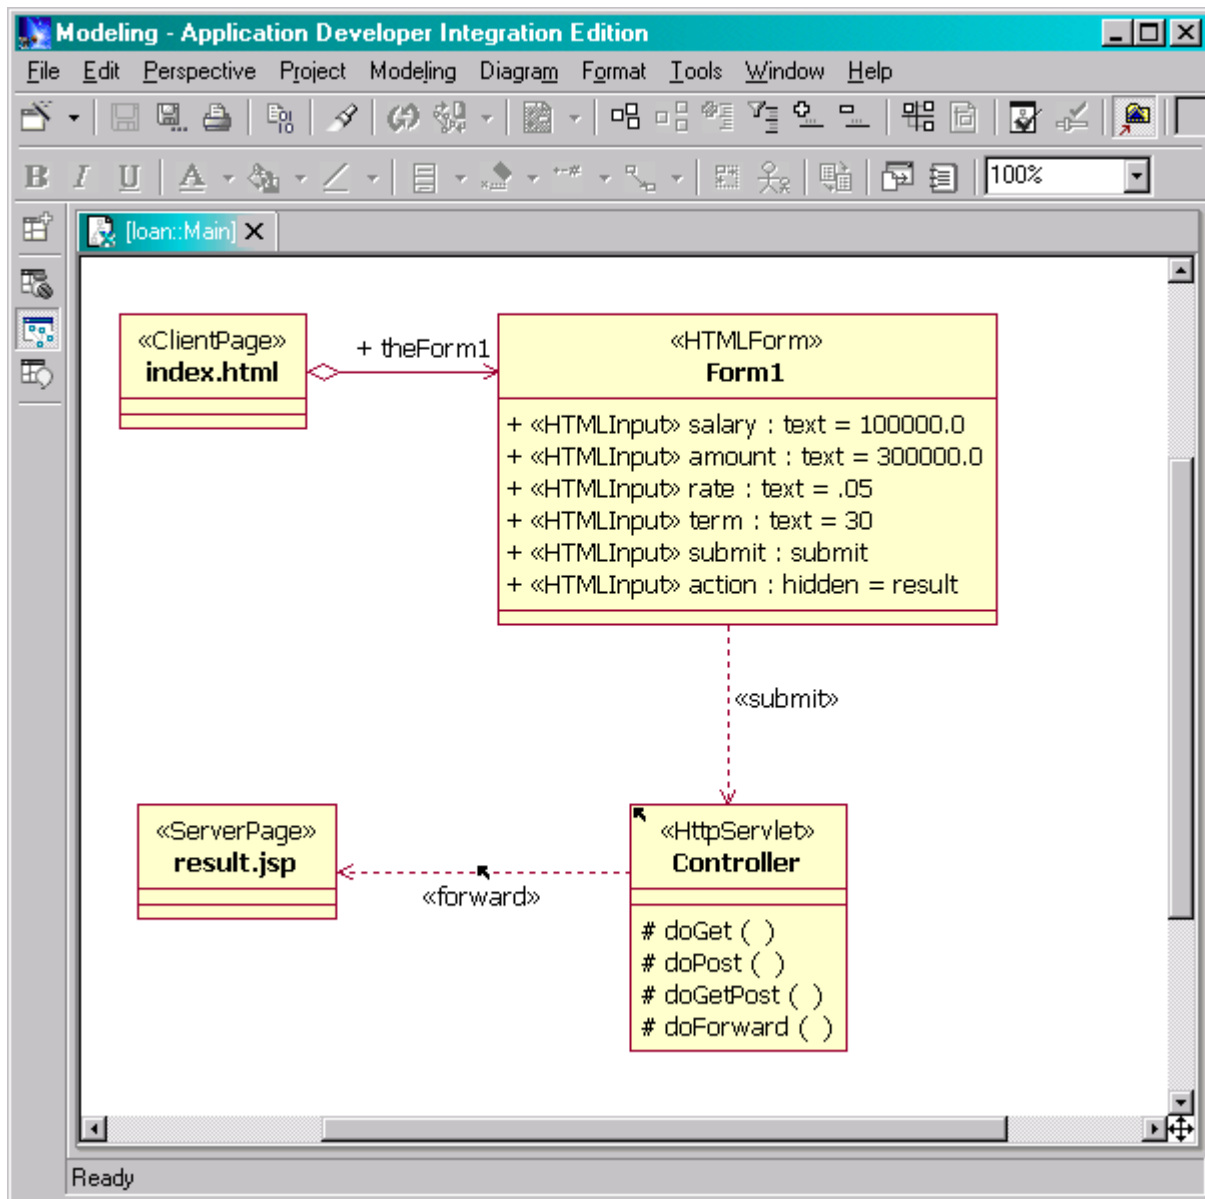 Modeling - Application Developer Integration Edition
File Edit Perspective Project Modeling Diagram Format Tools Window Help
B I U A 100%
[loan::Main]
«ClientPage»
index.html
+ theForm1
«HTMLForm»
Form1
+ «HTMLInput» salary : text = 100000.0
+ «HTMLInput» amount : text = 300000.0
+ «HTMLInput» rate : text = .05
+ «HTMLInput» term : text = 30
+ «HTMLInput» submit : submit
+ «HTMLInput» action : hidden = result
«submit»
«ServerPage»
result.jsp
«forward»
«HttpServlet»
Controller
# doGet ( )
# doPost ( )
# doGetPost ( )
# doForward ( )
Ready